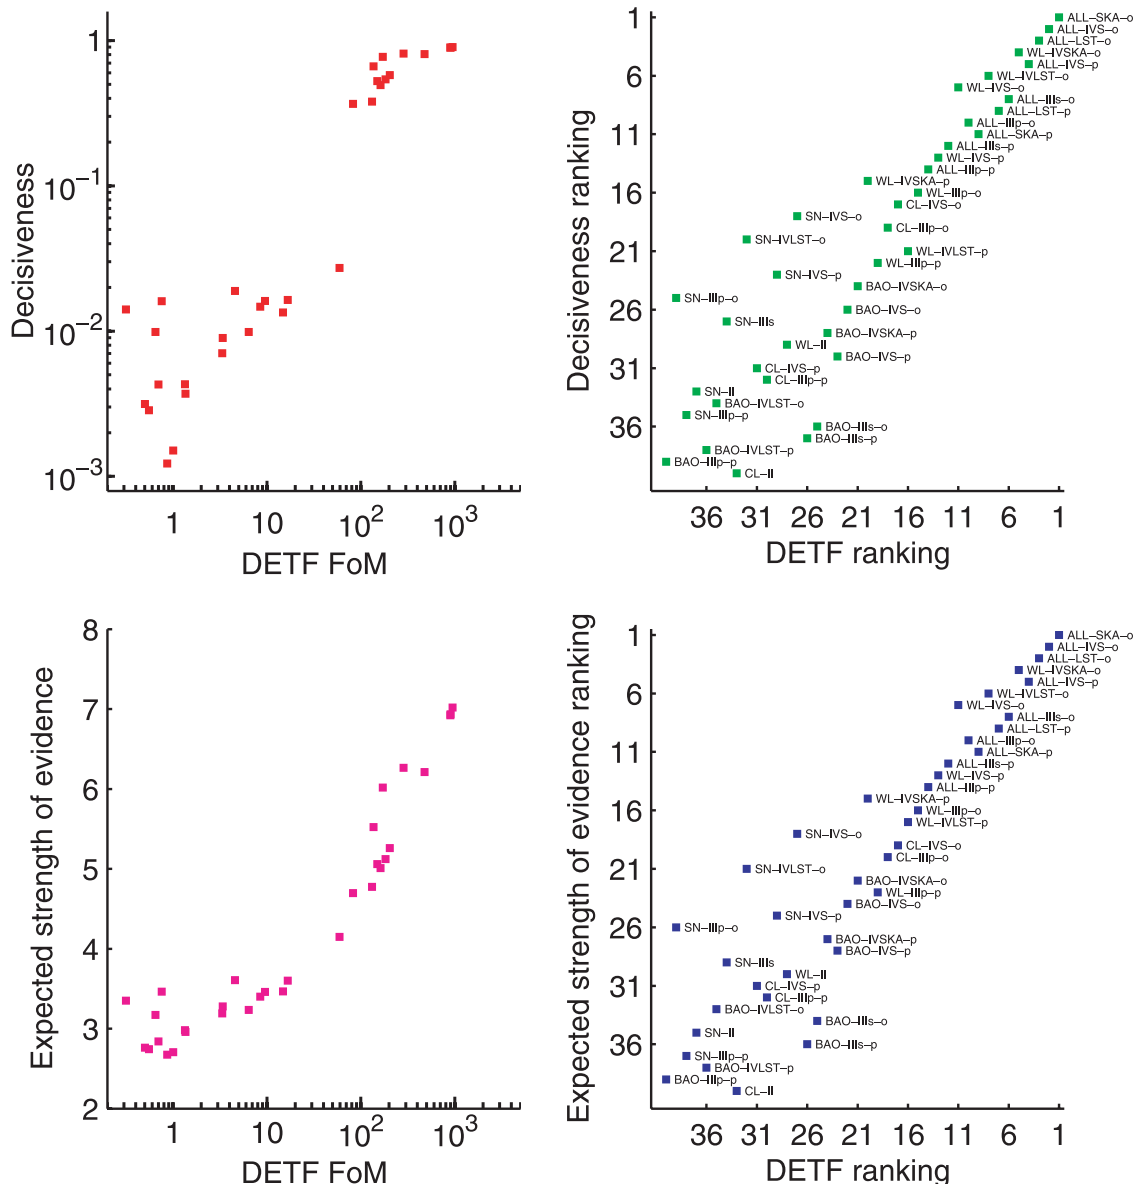 1
10−1
10−2
10−3
Decisiveness
1
10
102
103
DETF FoM
1
6
11
16
21
26
31
36
Decisiveness ranking
ALL–SKA–o
ALL–IVS–o
ALL–LST–o
WL–IVSKA–o
ALL–IVS–p
WL–IVLST–o
WL–IVS–o
ALL–IIIs–o
ALL–LST–p
ALL–IIIp–o
ALL–SKA–p
ALL–IIIs–p
WL–IVS–p
ALL–IIIp–p
WL–IVSKA–p
WL–IIIp–o
CL–IVS–o
SN–IVS–o
CL–IIIp–o
SN–IVLST–o
WL–IVLST–p
WL–IIIp–p
SN–IVS–p
BAO–IVSKA–o
SN–IIIp–o
BAO–IVS–o
SN–IIIs
BAO–IVSKA–p
WL–II
BAO–IVS–p
CL–IVS–p
CL–IIIp–p
SN–II
BAO–IVLST–o
SN–IIIp–p
BAO–IIIs–o
BAO–IIIs–p
BAO–IVLST–p
BAO–IIIp–p
CL–II
36 31 26 21 16 11 6 1
DETF ranking
8
7
6
5
4
3
2
Expected strength of evidence
1
10
102
103
DETF FoM
1
6
11
16
21
26
31
36
Expected strength of evidence ranking
ALL–SKA–o
ALL–IVS–o
ALL–LST–o
WL–IVSKA–o
ALL–IVS–p
WL–IVLST–o
WL–IVS–o
ALL–IIIs–o
ALL–LST–p
ALL–IIIp–o
ALL–SKA–p
ALL–IIIs–p
WL–IVS–p
ALL–IIIp–p
WL–IVSKA–p
WL–IIIp–o
WL–IVLST–p
SN–IVS–o
CL–IVS–o
CL–IIIp–o
SN–IVLST–o
BAO–IVSKA–o
WL–IIIp–p
BAO–IVS–o
SN–IVS–p
SN–IIIp–o
BAO–IVSKA–p
BAO–IVS–p
SN–IIIs
WL–II
CL–IVS–p
CL–IIIp–p
BAO–IVLST–o
BAO–IIIs–o
SN–II
BAO–IIIs–p
SN–IIIp–p
BAO–IVLST–p
BAO–IIIp–p
CL–II
36 31 26 21 16 11 6 1
DETF ranking